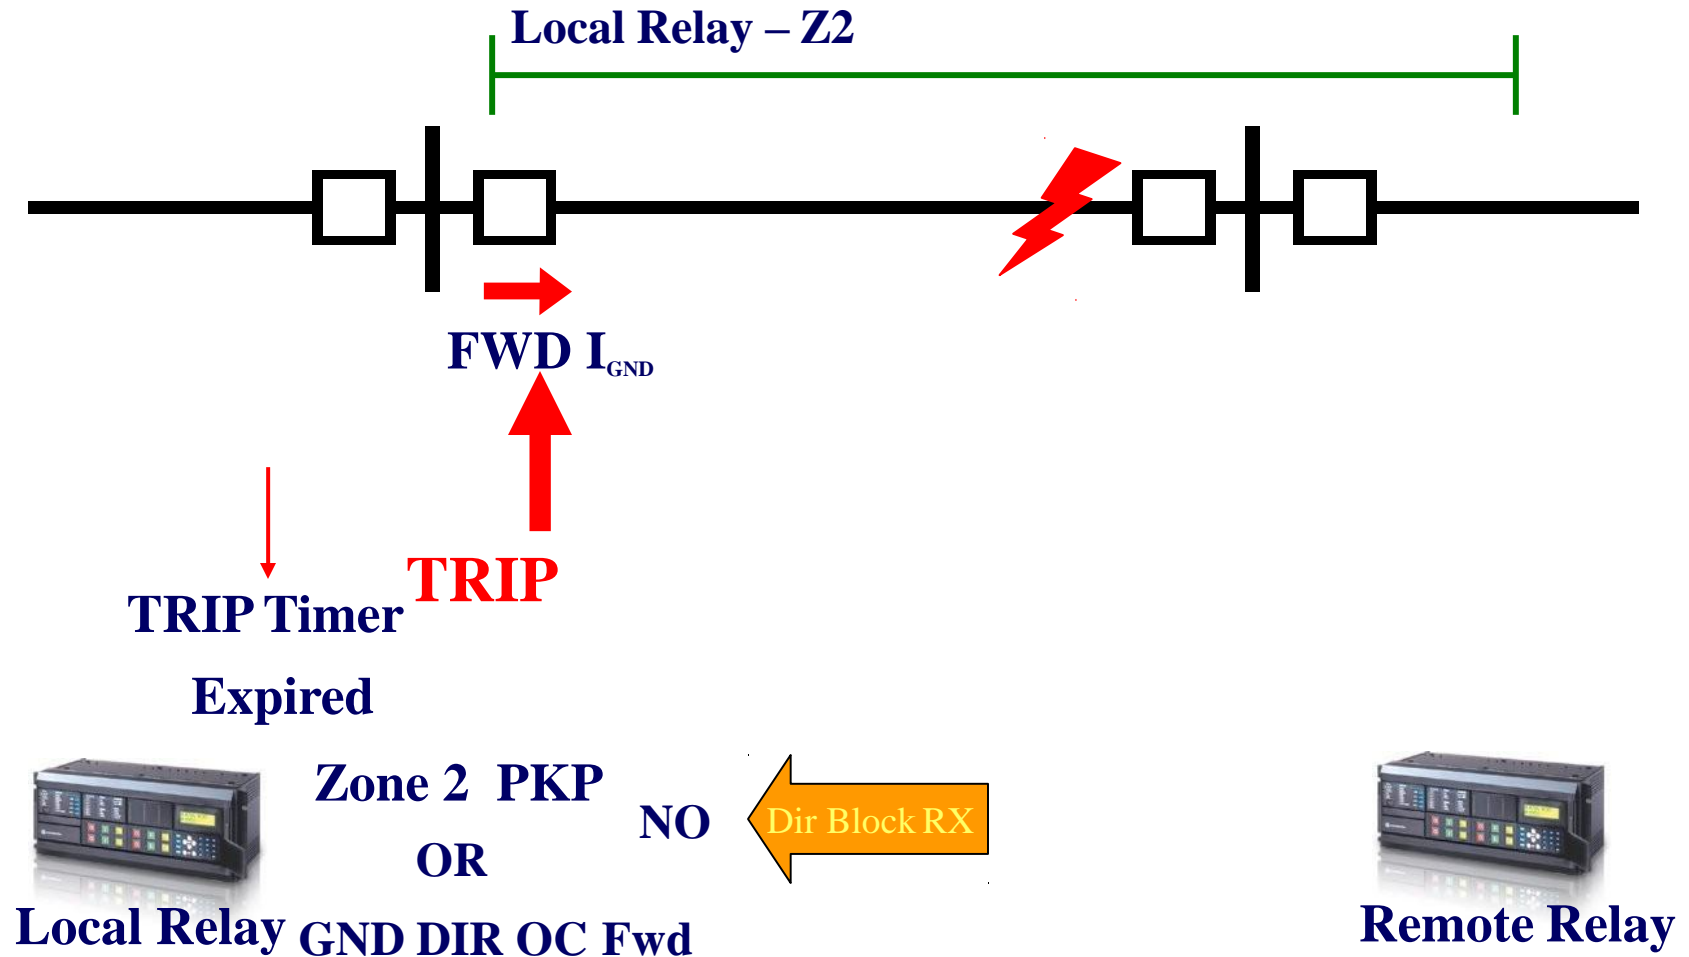 Local Relay – Z2
FWD I GND
TRIP
TRIP Timer
Expired
Zone 2 PKP
OR
GND DIR OC Fwd
NO
Dir Block RX
Local Relay
Remote Relay